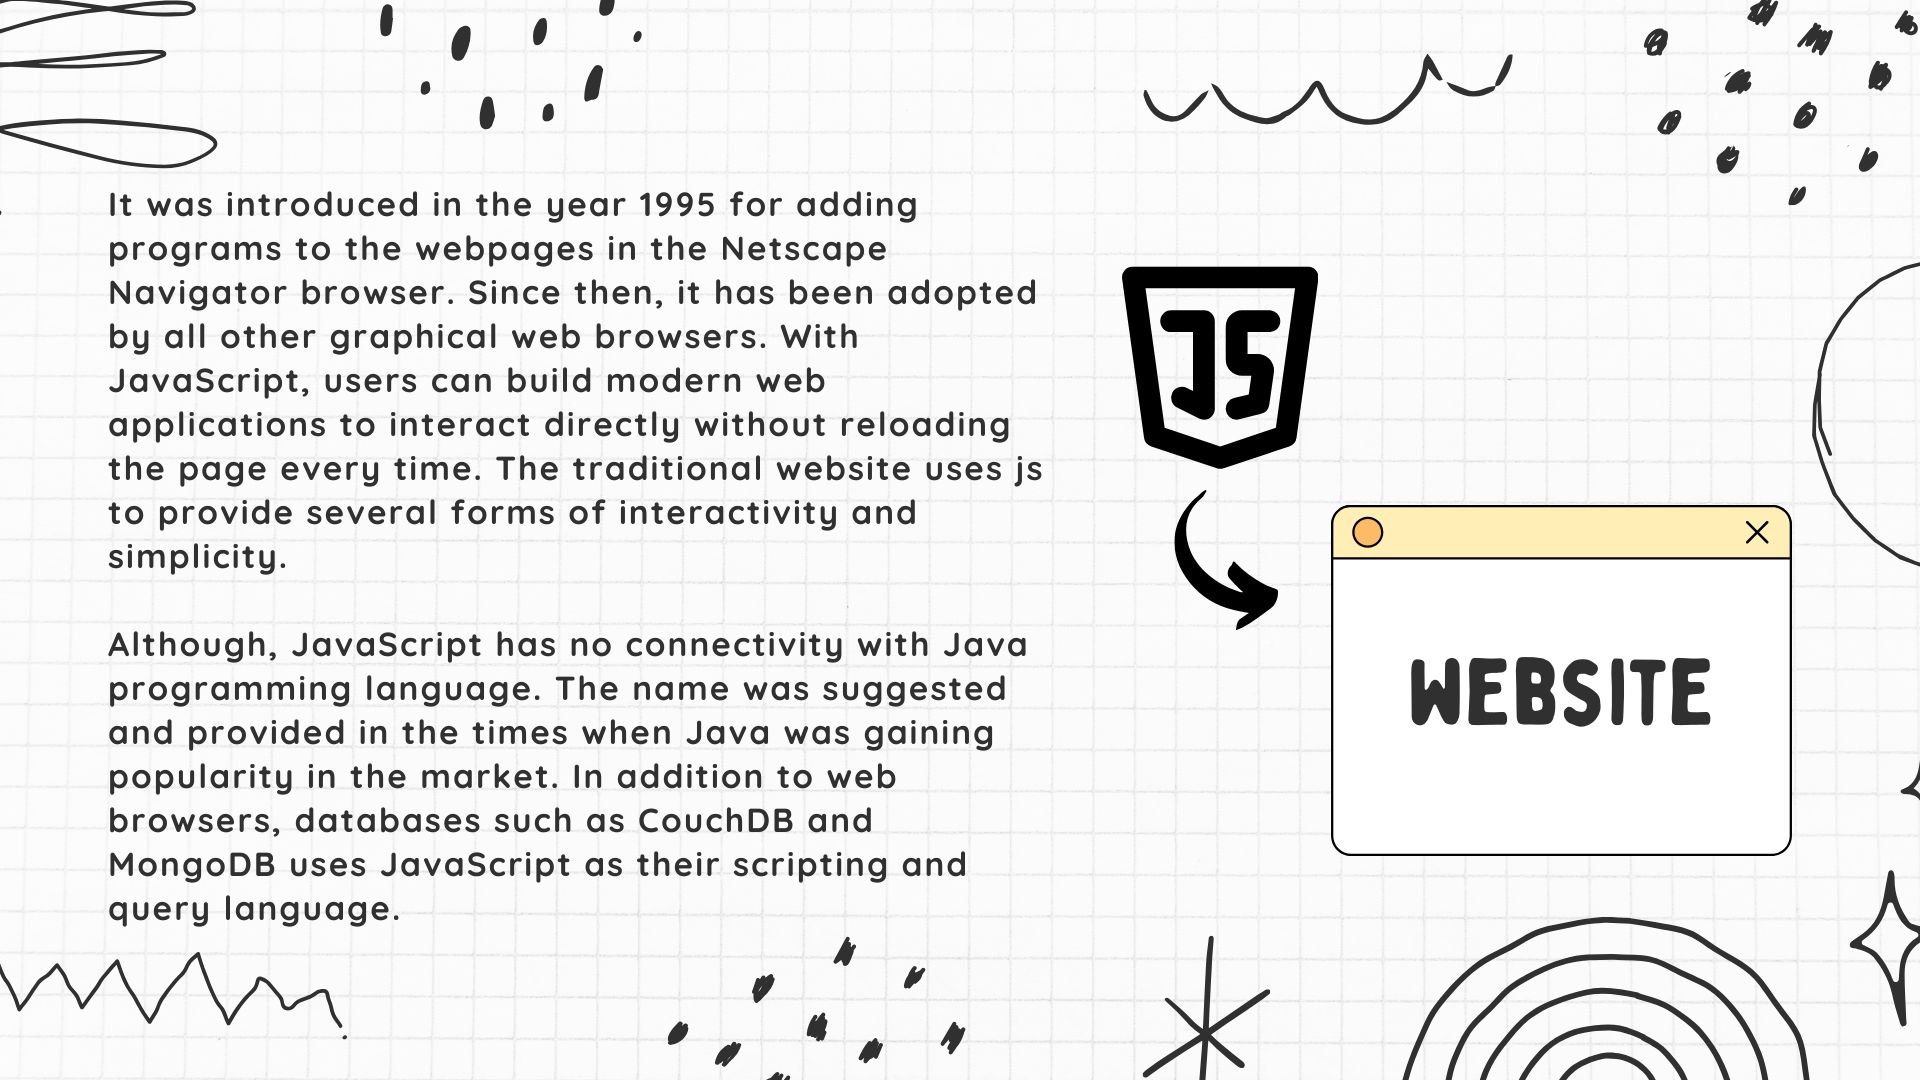 It was introduced in the year 1995 for adding
programs to the webpages in the Netscape
Navigator browser. Since then, it has been adopted
by all other graphical web browsers. With
JavaScript, users can build modern web
applications to interact directly without reloading
the page every time. The traditional website uses js
to provide several forms of interactivity and
simplicity.
Although, JavaScript has no connectivity with Java
programming language. The name was suggested
and provided in the times when Java was gaining
popularity in the market. In addition to web
browsers, databases such as CouchDB and
MongoDB uses JavaScript as their scripting and
query language.
JS
WEBSITE